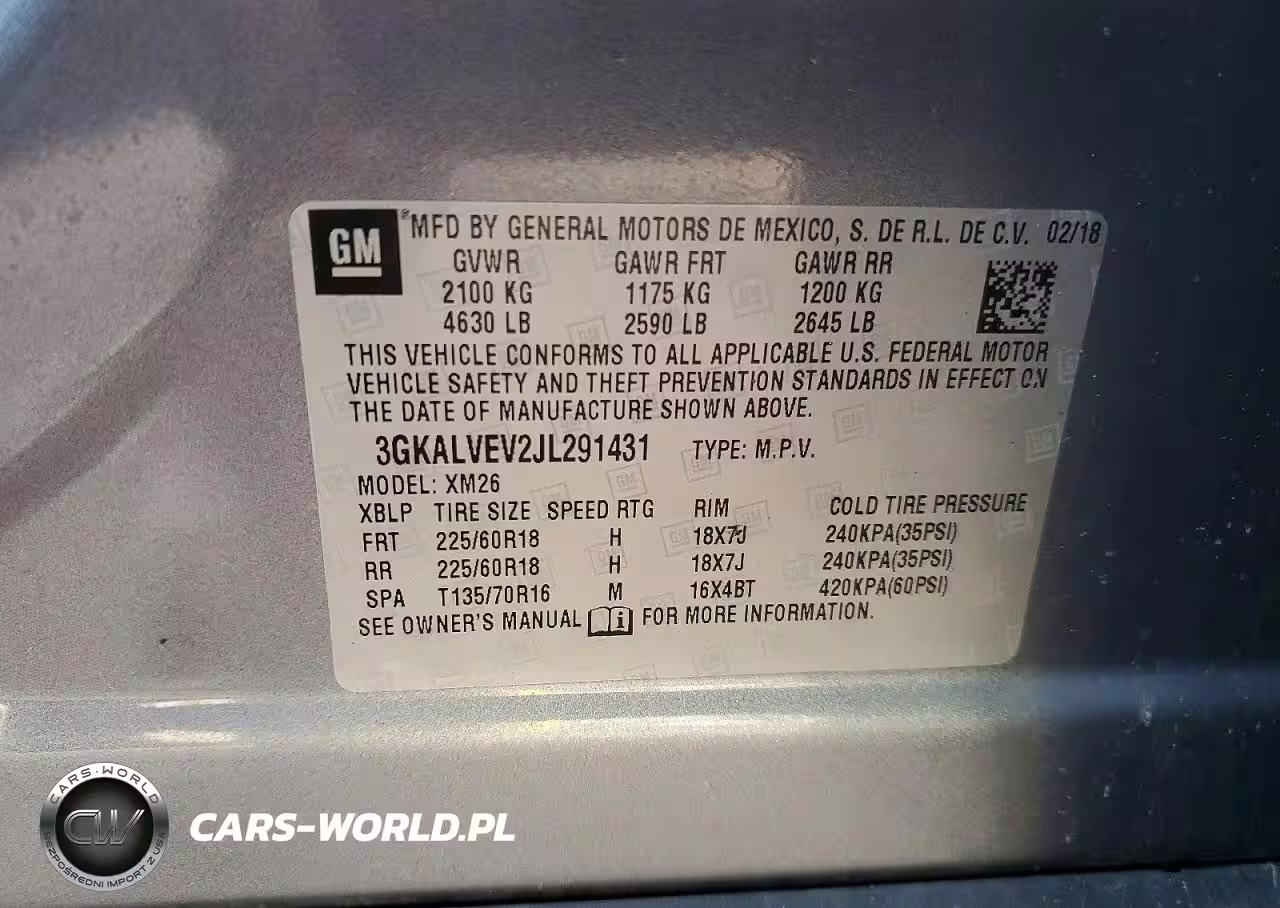 GM
®MFD BY GENERAL MOTORS DE MEXICO, S. DE R.L. DE C.V. 02/18
GVWR GAWR FRT GAWR RR
2100 KG 1175 KG 1200 KG
4630 LB 2590 LB 2645 LB
THIS VEHICLE CONFORMS TO ALL APPLICABLE U.S. FEDERAL MOTOR
VEHICLE SAFETY AND THEFT PREVENTION STANDARDS IN EFFECT ON
THE DATE OF MANUFACTURE SHOWN ABOVE.
3GKALVEV2JL291431 TYPE: M.P.V.
MODEL: XM26
XBLP TIRE SIZE SPEED RTG RIM COLD TIRE PRESSURE
FRT 225/60R18 H 18X7J 240KPA(35PSI)
RR 225/60R18 H 18X7J 240KPA(35PSI)
SPA T135/70R16 M 16X4BT 420KPA(60PSI)
SEE OWNER'S MANUAL i FOR MORE INFORMATION.
CARS-WORLD
CW
BEZPOŚREDNI IMPORT Z USA
CARS-WORLD.PL